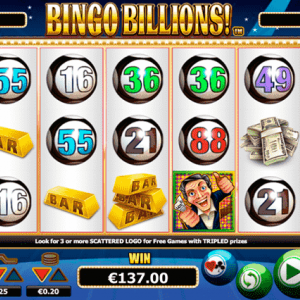 BINGO BILLIONS!
55 16 36 36 49
BAR 55 21 88
16 BAR BAR 21
BAR
BAR
Look for 3 or more SCATTERED LOGO for Free Games with TRIPLED prizes
WIN
25 €0.20 €137.00